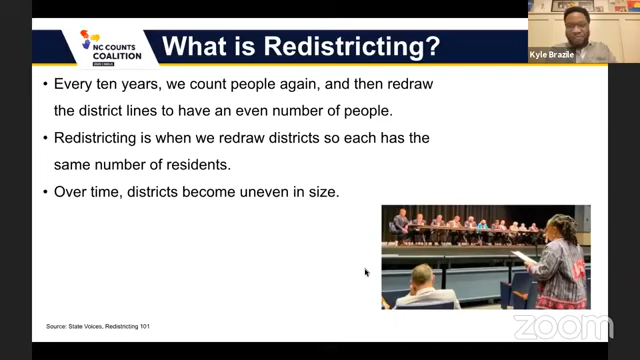 NC COUNTS
COALITION
What is Redistricting?
Kyle Brazile
• Every ten years, we count people again, and then redraw
the district lines to have an even number of people.
• Redistricting is when we redraw districts so each has the
same number of residents.
• Over time, districts become uneven in size.
Source: State Voices, Redistricting 101
zoom